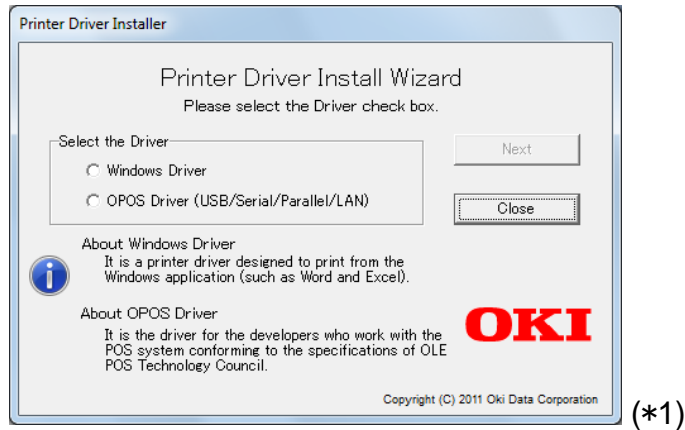 Printer Driver Installer
Printer Driver Install Wizard
Please select the Driver check box.
Select the Driver
Windows Driver
OPOS Driver (USB/Serial/Parallel/LAN)
Next
Close
About Windows Driver
It is a printer driver designed to print from the
Windows application (such as Word and Excel).
About OPOS Driver
It is the driver for the developers who work with the
POS system conforming to the specifications of OLE
POS Technology Council.
OKI
Copyright (C) 2011 Oki Data Corporation
(*1)